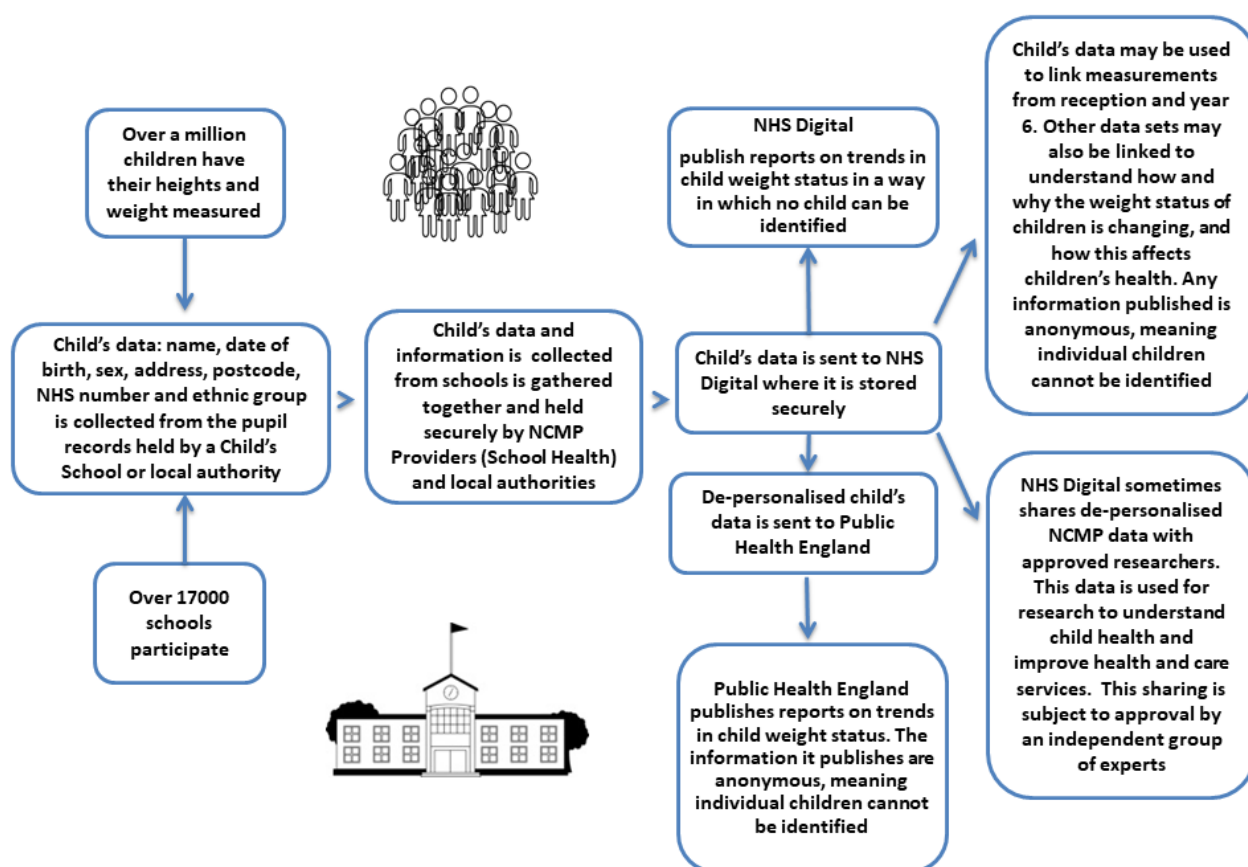 Over a million
children have
their heights and
weight measured
Child's data: name, date of
birth, sex, address, postcode,
NHS number and ethnic group
is collected from the pupil
records held by a Child's
School or local authority
Over 17000
schools
participate
Child's data and
information is collected
from schools is gathered
together and held
securely by NCMP
Providers (School Health)
and local authorities
NHS Digital
publish reports on trends in
child weight status in a way
in which no child can be
identified
Child's data is sent to NHS
Digital where it is stored
securely
De-personalised child's
data is sent to Public
Health England
Public Health England
publishes reports on trends
in child weight status. The
information it publishes are
anonymous, meaning
individual children cannot
be identified
Child's data may be used
to link measurements
from reception and year
6. Other data sets may
also be linked to
understand how and
why the weight status of
children is changing, and
how this affects
children's health. Any
information published is
anonymous, meaning
individual children
cannot be identified
NHS Digital sometimes
shares de-personalised
NCMP data with
approved researchers.
This data is used for
research to understand
child health and
improve health and care
services. This sharing is
subject to approval by
an independent group
of experts